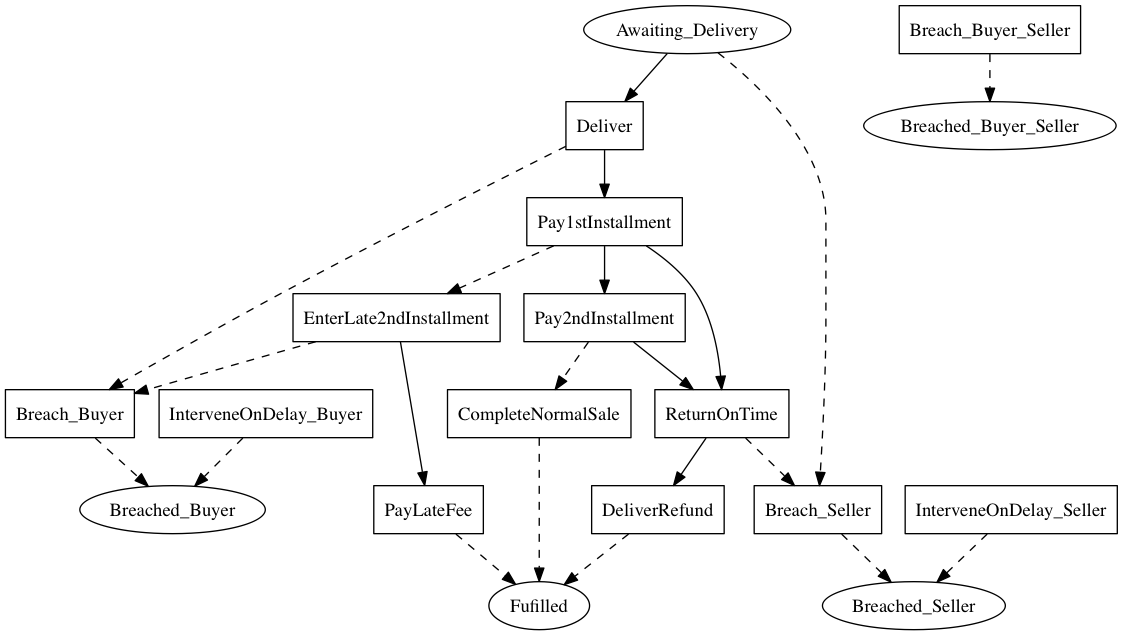 Awaiting_Delivery
Breach_Buyer_Seller
Deliver
Breached_Buyer_Seller
Pay1stInstallment
EnterLate2ndInstallment
Pay2ndInstallment
Breach_Buyer
InterveneOnDelay_Buyer
CompleteNormalSale
ReturnOnTime
Breached_Buyer
PayLateFee
DeliverRefund
Breach_Seller
InterveneOnDelay_Seller
Fufilled
Breached_Seller